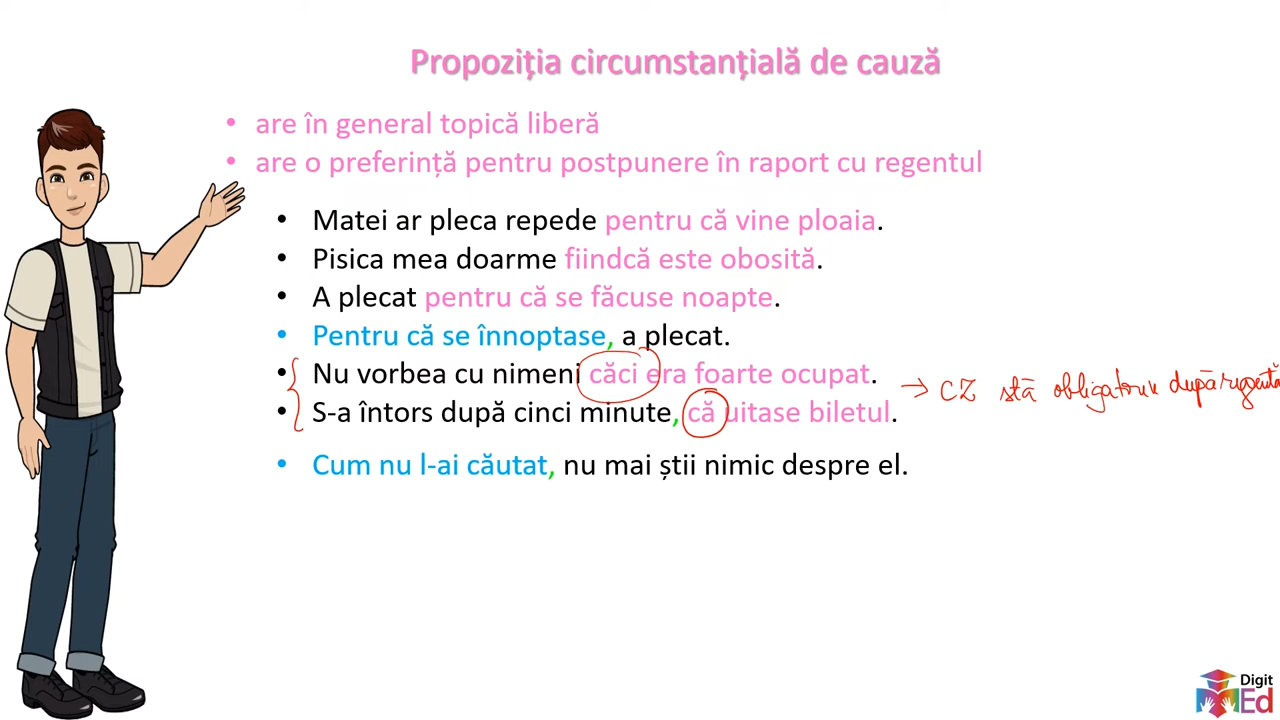 Propoziția circumstanțială de cauză
• are în general topică liberă
• are o preferință pentru postpunere în raport cu regentul
• Matei ar pleca repede pentru că vine ploaia.
• Pisica mea doarme fiindcă este obosită.
• A plecat pentru că se făcuse noapte.
• Pentru că se înnoptase, a plecat.
• Nu vorbea cu nimeni căci era foarte ocupat.
→ CZ stă obligatoriu după regentă
• S-a întors după cinci minute, că uitase biletul.
• Cum nu l-ai căutat, nu mai știi nimic despre el.
Digit
Ed